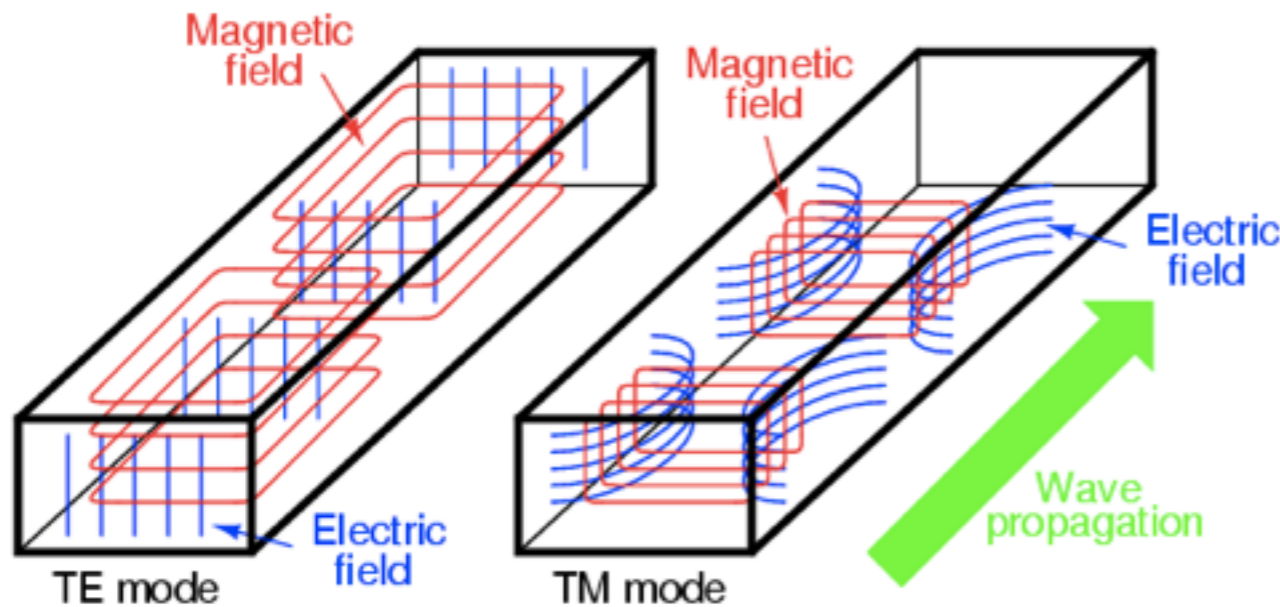 Magnetic
field
Magnetic
field
Electric
field
Wave
propagation
Electric
field
TE mode
TM mode